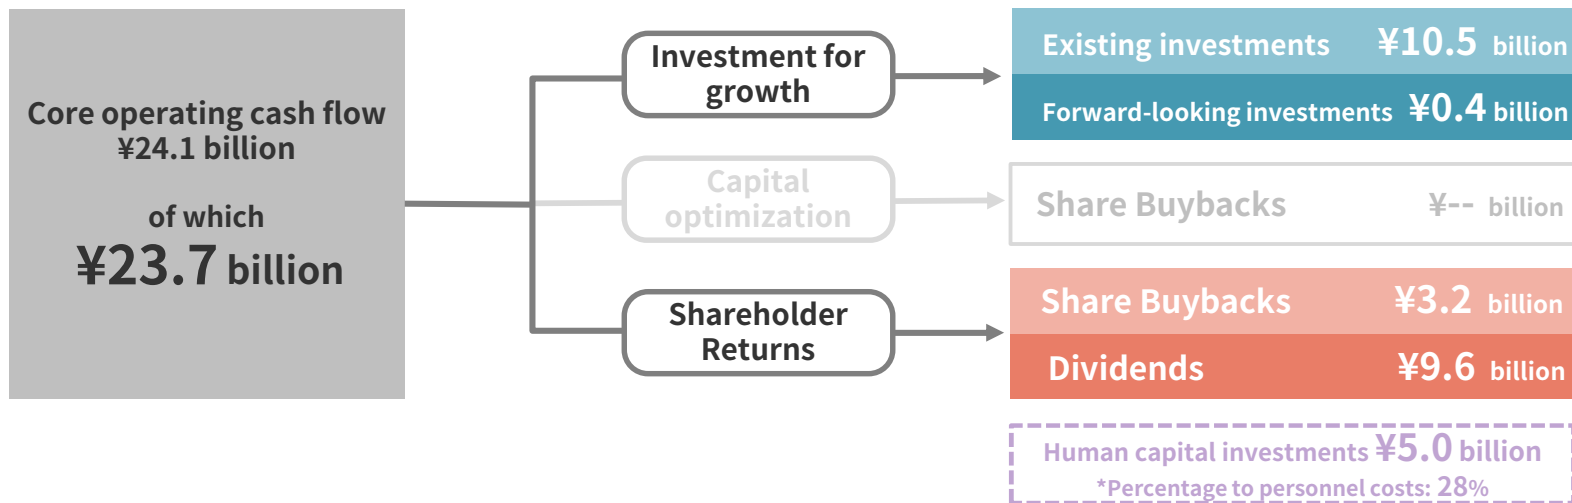 Core operating cash flow
¥24.1 billion
of which
¥23.7 billion
Investment for
growth
Existing investments ¥10.5 billion
Forward-looking investments ¥0.4 billion
Capital
optimization
Share Buybacks ¥-- billion
Shareholder
Returns
Share Buybacks ¥3.2 billion
Dividends ¥9.6 billion
Human capital investments ¥5.0 billion
*Percentage to personnel costs: 28%